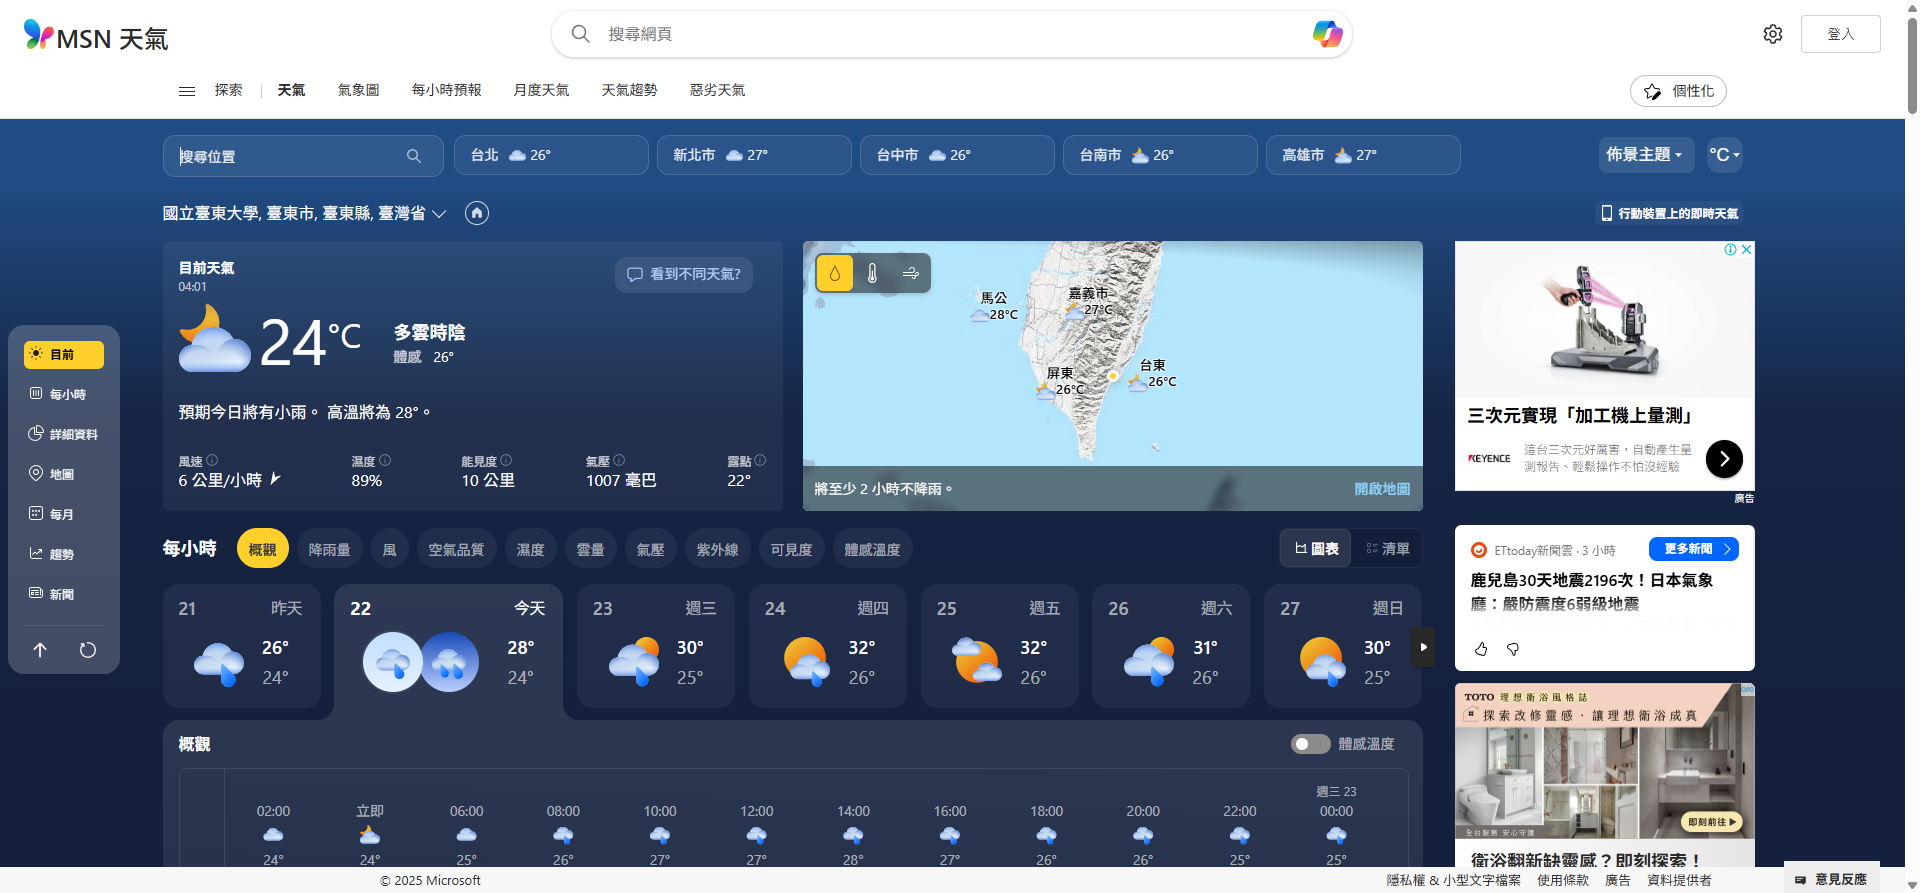 MSN 天氣
搜尋網頁
登入
探索
天氣
氣象圖
每小時預報
月度天氣
天氣趨勢
惡劣天氣
個性化
搜尋位置
台北 26°
新北市 27°
台中市 26°
台南市 26°
高雄市 27°
佈景主題
°C
國立臺東大學, 臺東市, 臺東縣, 臺灣省
行動裝置上的即時天氣
目前
每小時
詳細資料
地圖
每月
趨勢
新聞
目前天氣
04:01
看到不同天氣?
24°C
多雲時陰
體感 26°
預期今日將有小雨。 高溫將為 28°。
風速
6 公里/小時
濕度
89%
能見度
10 公里
氣壓
1007 毫巴
露點
22°
馬公
28°C
嘉義市
27°C
屏東
26°C
台東
26°C
將至少 2 小時不降雨。
開啟地圖
三次元實現「加工機上量測」
KEYENCE
這台三次元好厲害，自動產生量
測報告、輕鬆操作不怕沒經驗
廣告
每小時
概觀
降雨量
風
空氣品質
濕度
雲量
氣壓
紫外線
可見度
體感溫度
圖表
清單
21 昨天
26°
24°
22 今天
28°
24°
23 週三
30°
25°
24 週四
32°
26°
25 週五
32°
26°
26 週六
31°
26°
27 週日
30°
25°
ETtoday新聞雲 · 3 小時
更多新聞
鹿兒島30天地震2196次！日本氣象
廳：嚴防震度6弱級地震
概觀
體感溫度
週三 23
02:00 立即 06:00 08:00 10:00 12:00 14:00 16:00 18:00 20:00 22:00 00:00
24° 24° 25° 26° 27° 27° 28° 27° 26° 26° 25° 25°
TOTO 理想衛浴風格誌
探索改修靈感．讓理想衛浴成真
全台服務 安心守護
即刻前往
衛浴翻新缺靈感？即刻探索！
© 2025 Microsoft
隱私權 & 小型文字檔案
使用條款
廣告
資料提供者
意見反應